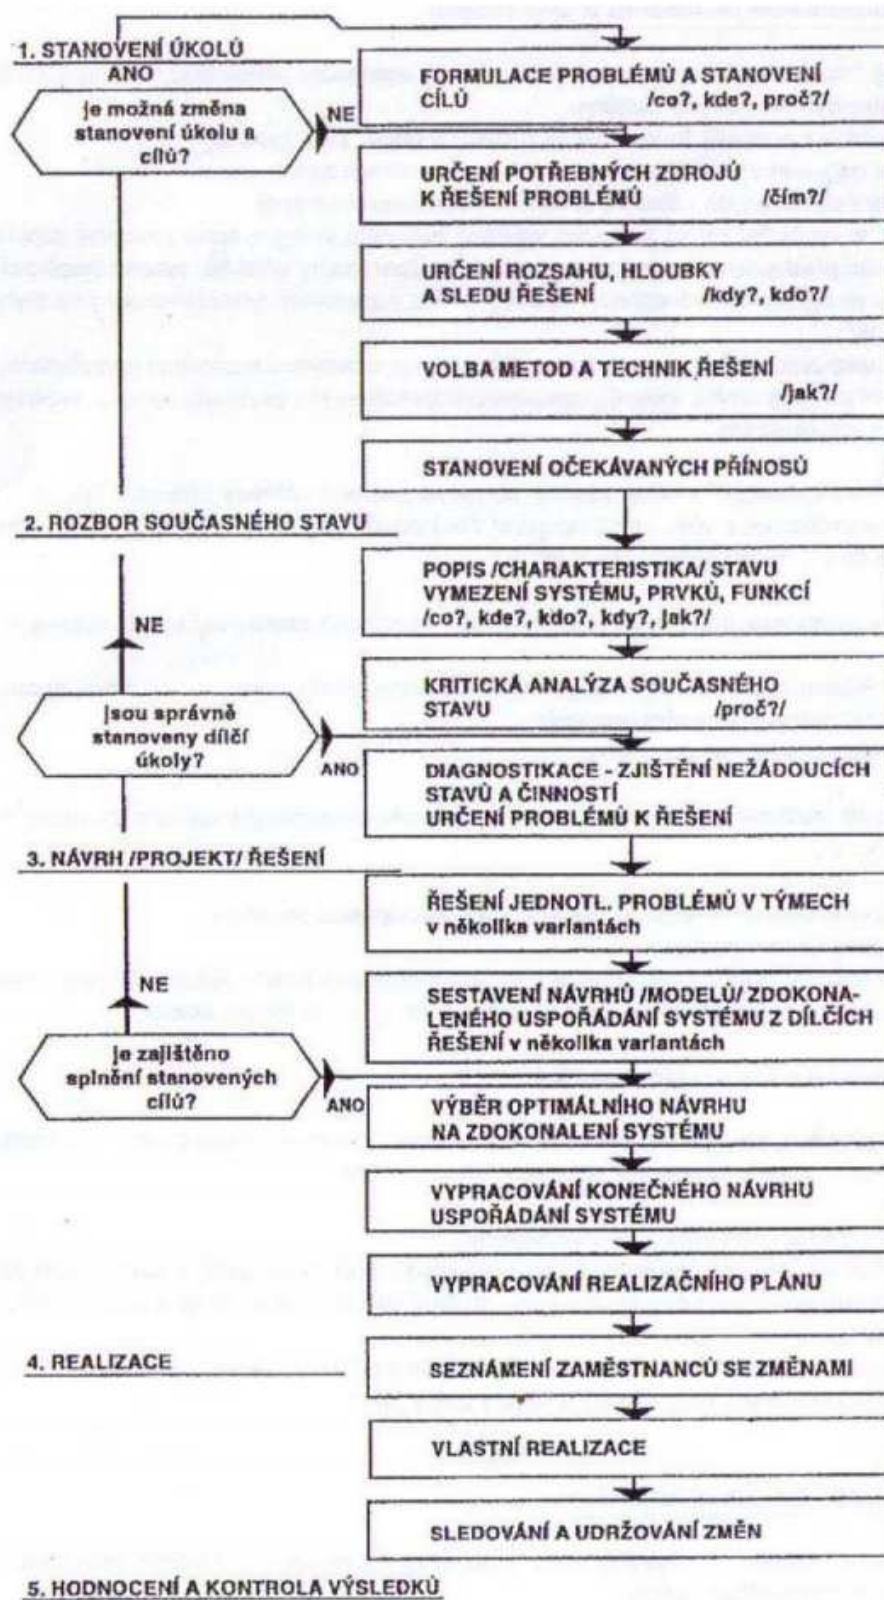 1. STANOVENÍ ÚKOLŮ
ANO
je možná změna
stanovení úkolu a
cílů?
NE
FORMULACE PROBLÉMŮ A STANOVENÍ
CÍLŮ /co?, kde?, proč?/
URČENÍ POTŘEBNÝCH ZDROJŮ
K ŘEŠENÍ PROBLÉMŮ /čím?/
URČENÍ ROZSAHU, HLOUBKY
A SLEDU ŘEŠENÍ /kdy?, kdo?/
VOLBA METOD A TECHNIK ŘEŠENÍ
/jak?/
STANOVENÍ OČEKÁVANÝCH PŘÍNOSŮ
2. ROZBOR SOUČASNÉHO STAVU
POPIS /CHARAKTERISTIKA/ STAVU
VYMEZENÍ SYSTÉMU, PRVKŮ, FUNKCÍ
/co?, kde?, kdo?, kdy?, jak?/
NE
KRITICKÁ ANALÝZA SOUČASNÉHO
STAVU /proč?/
jsou správně
stanoveny dílčí
úkoly?
ANO
DIAGNOSTIKACE - ZJIŠTĚNÍ NEŽÁDOUCÍCH
STAVŮ A ČINNOSTÍ
URČENÍ PROBLÉMŮ K ŘEŠENÍ
3. NÁVRH /PROJEKT/ ŘEŠENÍ
ŘEŠENÍ JEDNOTL. PROBLÉMŮ V TÝMECH
v několika variantách
NE
SESTAVENÍ NÁVRHŮ /MODELŮ/ ZDOKONA-
LENÉHO USPOŘÁDÁNÍ SYSTÉMU Z DÍLČÍCH
ŘEŠENÍ v několika variantách
je zajištěno
splnění stanovených
cílů?
ANO
VÝBĚR OPTIMÁLNÍHO NÁVRHU
NA ZDOKONALENÍ SYSTÉMU
VYPRACOVÁNÍ KONEČNÉHO NÁVRHU
USPOŘÁDÁNÍ SYSTÉMU
VYPRACOVÁNÍ REALIZAČNÍHO PLÁNU
4. REALIZACE
SEZNÁMENÍ ZAMĚSTNANCŮ SE ZMĚNAMI
VLASTNÍ REALIZACE
SLEDOVÁNÍ A UDRŽOVÁNÍ ZMĚN
5. HODNOCENÍ A KONTROLA VÝSLEDKŮ